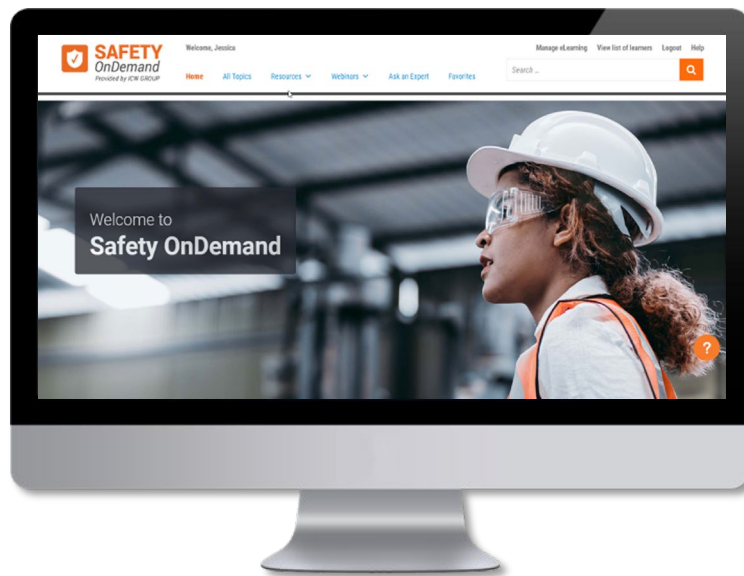 SAFETY
OnDemand
Provided by ICW GROUP
Welcome, Jessica
Manage eLearning View list of learners Logout Help
Home All Topics Resources Webinars Ask an Expert Favorites
Search ...
Welcome to
Safety OnDemand
?